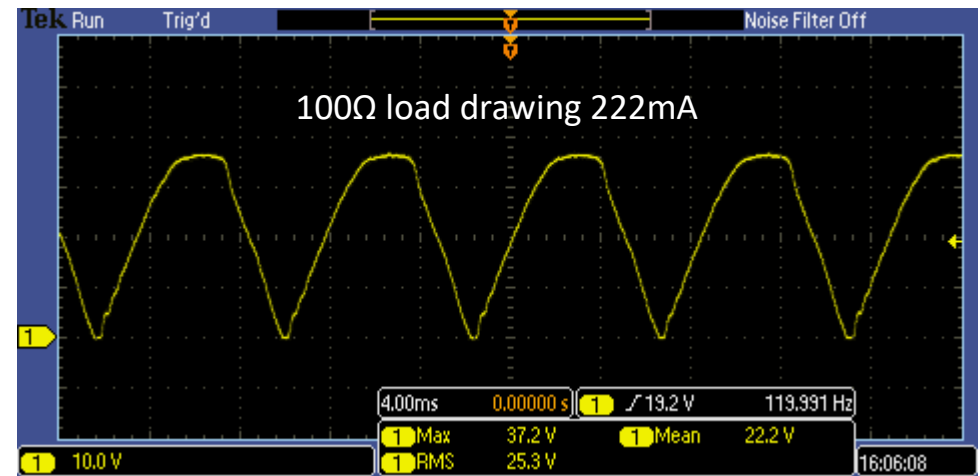 Tek Run Trig'd Noise Filter Off
T
T
100Ω load drawing 222mA
1
4.00ms 0.00000 s 1 ƒ 19.2 V 119.991 Hz
1 Max 37.2 V 1 Mean 22.2 V
1 10.0 V 1 RMS 25.3 V 16:06:08